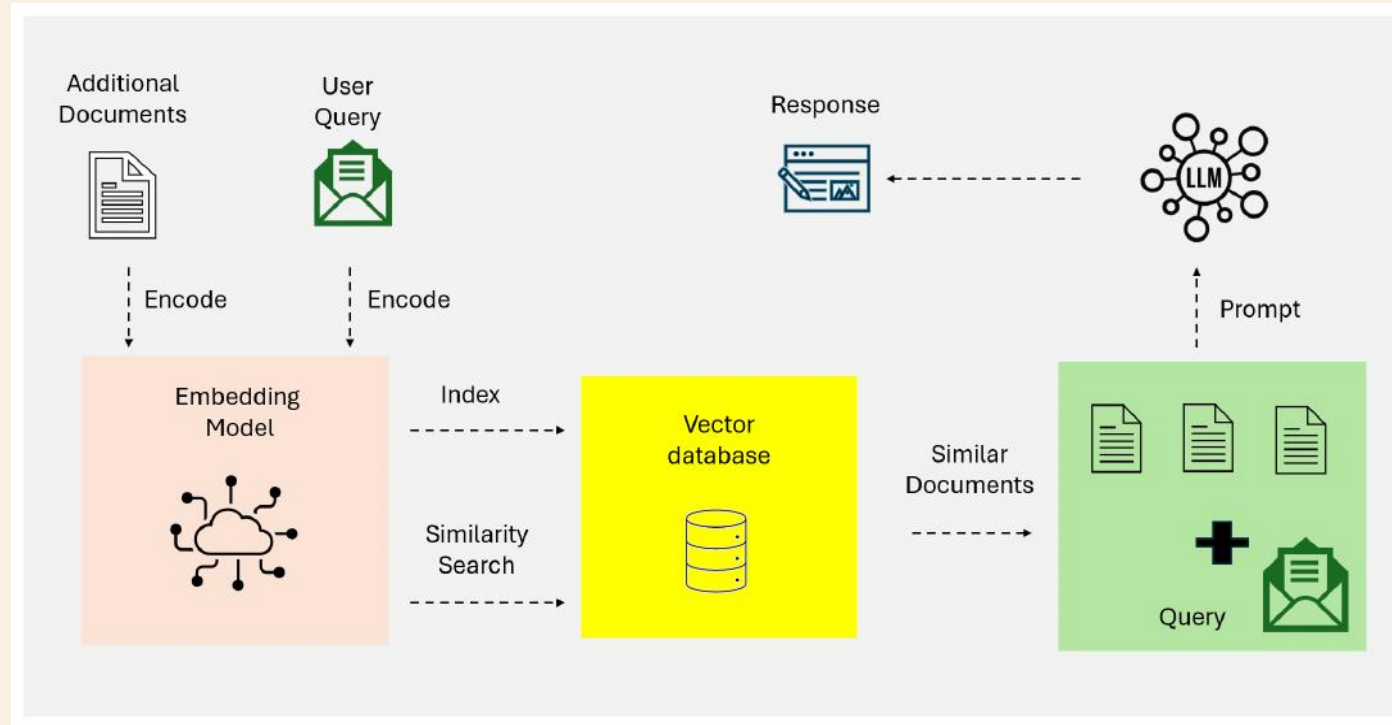 Additional
Documents
User
Query
Response
LLM
Encode
Encode
Prompt
Embedding
Model
Index
Vector
database
Similar
Documents
Similarity
Search
Query